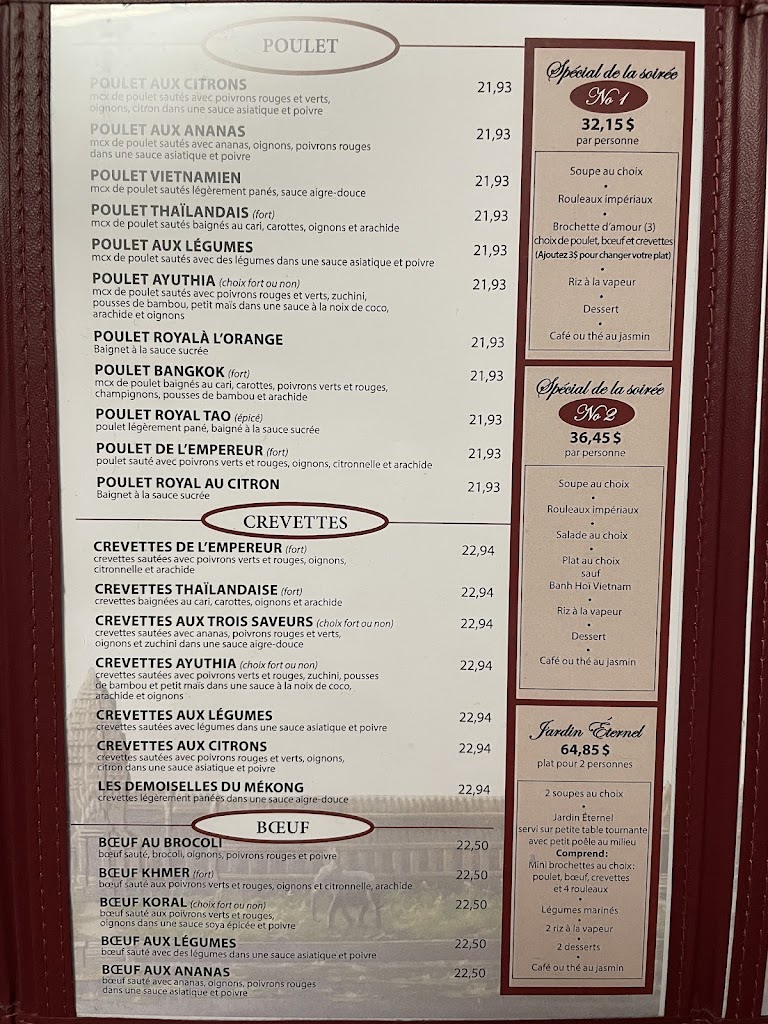 POULET
POULET AUX CITRONS 21,93
mcx de poulet sautés avec poivrons rouges et verts,
oignons, citron dans une sauce asiatique et poivre
POULET AUX ANANAS 21,93
mcx de poulet sautés avec ananas, oignons, poivrons rouges
dans une sauce asiatique et poivre
POULET VIETNAMIEN 21,93
mcx de poulet sautés légèrement panés, sauce aigre-douce
POULET THAÏLANDAIS (fort) 21,93
mcx de poulet sautés baignés au cari, carottes, oignons et arachide
POULET AUX LÉGUMES 21,93
mcx de poulet sautés avec des légumes dans une sauce asiatique et poivre
POULET AYUTHIA (choix fort ou non) 21,93
mcx de poulet sautés avec poivrons rouges et verts, zuchini,
pousses de bambou, petit maïs dans une sauce à la noix de coco,
arachide et oignons
POULET ROYALÀ L'ORANGE 21,93
Baignet à la sauce sucrée
POULET BANGKOK (fort) 21,93
mcx de poulet baignés au cari, carottes, poivrons verts et rouges,
champignons, pousses de bambou et arachide
POULET ROYAL TAO (épicé) 21,93
poulet légèrement pané, baigné à la sauce sucrée
POULET DE L'EMPEREUR (fort) 21,93
poulet sauté avec poivrons verts et rouges, oignons, citronnelle et arachide
POULET ROYAL AU CITRON 21,93
Baignet à la sauce sucrée
CREVETTES
CREVETTES DE L'EMPEREUR (fort) 22,94
crevettes sautées avec poivrons verts et rouges, oignons,
citronnelle et arachide
CREVETTES THAÏLANDAISE (fort) 22,94
crevettes baignées au cari, carottes, oignons et arachide
CREVETTES AUX TROIS SAVEURS (choix fort ou non) 22,94
crevettes sautées avec ananas, poivrons rouges et verts,
oignons et zuchini dans une sauce aigre-douce
CREVETTES AYUTHIA (choix fort ou non) 22,94
crevettes sautées avec poivrons verts et rouges, zuchini, pousses
de bambou et petit maïs dans une sauce à la noix de coco,
arachide et oignons
CREVETTES AUX LÉGUMES 22,94
crevettes sautées avec légumes dans une sauce asiatique et poivre
CREVETTES AUX CITRONS 22,94
crevettes sautées avec poivrons rouges et verts, oignons,
citron dans une sauce asiatique et poivre
LES DEMOISELLES DU MÉKONG 22,94
crevettes légèrement panées dans une sauce aigre-douce
BŒUF
BŒUF AU BROCOLI 22,50
bœuf sauté, brocoli, oignons, poivrons rouges et poivre
BŒUF KHMER (fort) 22,50
bœuf sauté aux poivrons verts et rouges, oignons et citronnelle, arachide
BŒUF KORAL (choix fort ou non) 22,50
bœuf sauté aux poivrons verts et rouges,
oignons dans une sauce soya épicée et poivre
BŒUF AUX LÉGUMES 22,50
bœuf sauté avec des légumes dans une sauce asiatique et poivre
BŒUF AUX ANANAS 22,50
bœuf sauté avec ananas, oignons, poivrons rouges
dans une sauce asiatique et poivre
Spécial de la soirée
No 1
32,15 $
par personne
Soupe au choix
•
Rouleaux impériaux
•
Brochette d'amour (3)
choix de poulet, bœuf et crevettes
(Ajoutez 3$ pour changer votre plat)
•
Riz à la vapeur
•
Dessert
•
Café ou thé au jasmin
Spécial de la soirée
No 2
36,45 $
par personne
Soupe au choix
•
Rouleaux impériaux
•
Salade au choix
•
Plat au choix
sauf
Banh Hoï Vietnam
•
Riz à la vapeur
•
Dessert
•
Café ou thé au jasmin
Jardin Éternel
64,85 $
plat pour 2 personnes
2 soupes au choix
•
Jardin Éternel
servi sur petite table tournante
avec petit poêle au milieu
Comprend:
Mini brochettes au choix:
poulet, bœuf, crevettes
et 4 rouleaux
•
Légumes marinés
•
2 riz à la vapeur
•
2 desserts
•
Café ou thé au jasmin